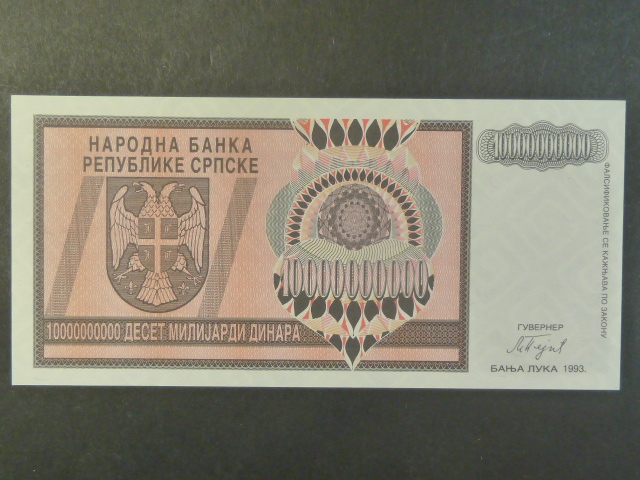 НАРОДНА БАНКА
РЕПУБЛИКЕ СРПСКЕ
10000000000
10000000000
10000000000 ДЕСЕТ МИЛИЈАРДИ ДИНАРА
ФАЛСИФИКОВАЊЕ СЕ КАЖЊАВА ПО ЗАКОНУ
ГУВЕРНЕР
БАЊА ЛУКА 1993.